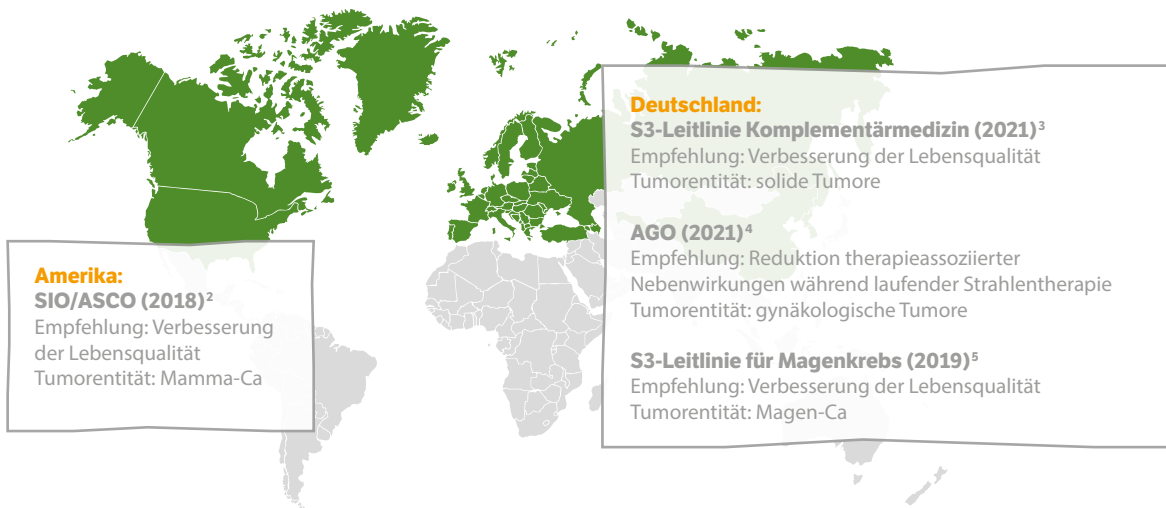 Amerika:
SIO/ASCO (2018)²
Empfehlung: Verbesserung
der Lebensqualität
Tumorentität: Mamma-Ca
Deutschland:
S3-Leitlinie Komplementärmedizin (2021)³
Empfehlung: Verbesserung der Lebensqualität
Tumorentität: solide Tumore
AGO (2021)⁴
Empfehlung: Reduktion therapieassoziierter
Nebenwirkungen während laufender Strahlentherapie
Tumorentität: gynäkologische Tumore
S3-Leitlinie für Magenkrebs (2019)⁵
Empfehlung: Verbesserung der Lebensqualität
Tumorentität: Magen-Ca